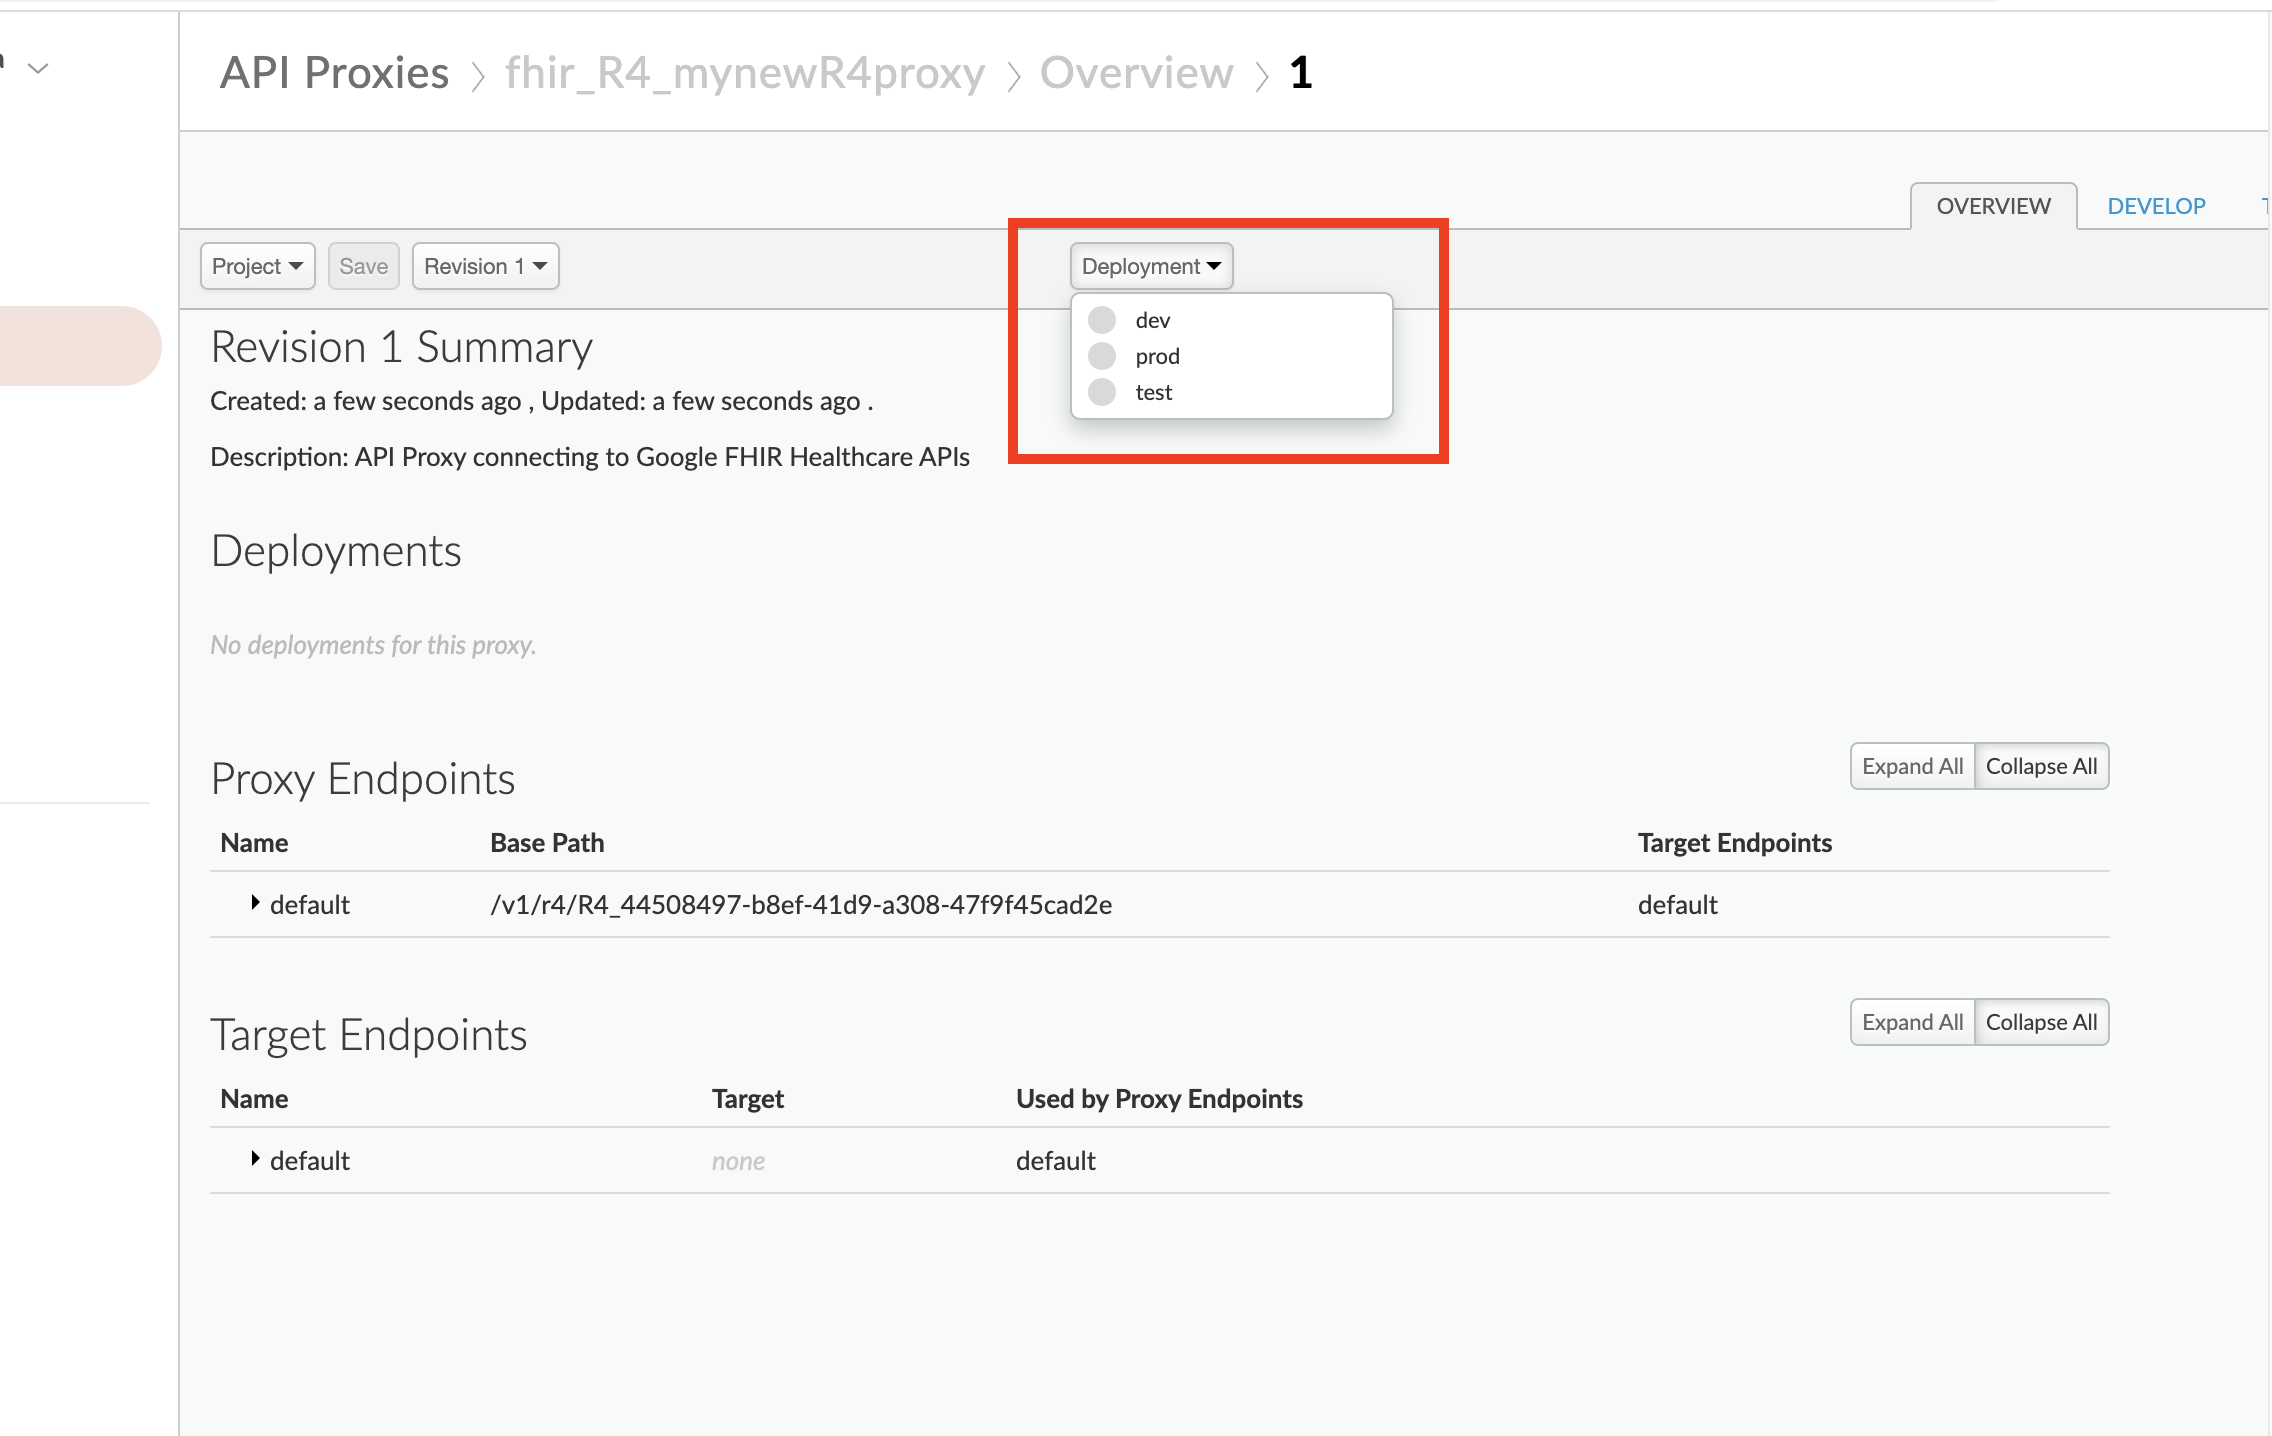 API Proxies > fhir_R4_mynewR4proxy > Overview > 1
OVERVIEW DEVELOP
Project Save Revision 1 Deployment
dev
prod
test
Revision 1 Summary
Created: a few seconds ago , Updated: a few seconds ago .
Description: API Proxy connecting to Google FHIR Healthcare APIs
Deployments
No deployments for this proxy.
Proxy Endpoints Expand All Collapse All
Name Base Path Target Endpoints
default /v1/r4/R4_44508497-b8ef-41d9-a308-47f9f45cad2e default
Target Endpoints Expand All Collapse All
Name Target Used by Proxy Endpoints
default none default